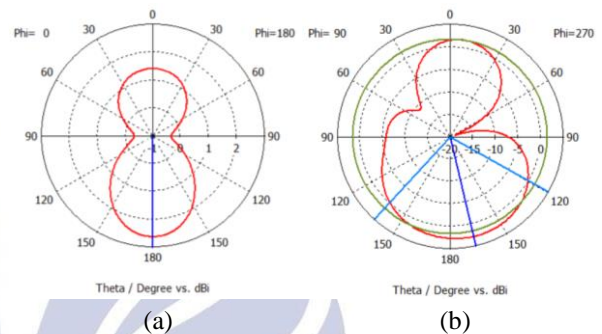 0
Phi= 0 30 30 Phi=180
60 60
90 -1 0 1 2 90
120 120
150 150
180
Theta / Degree vs. dBi
(a)
0
Phi= 90 30 30 Phi=270
60 60
90 -20 -15 -10 -5 0 90
120 120
150 150
180
Theta / Degree vs. dBi
(b)